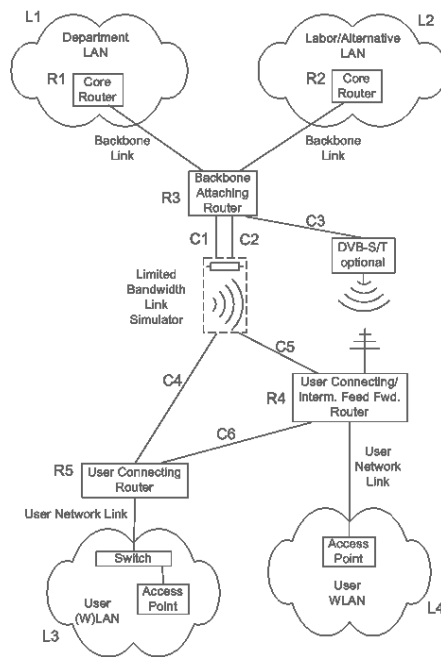 L1
Department
LAN
R1
Core
Router
L2
Labor/Alternative
LAN
R2
Core
Router
Backbone
Link
Backbone
Link
R3
Backbone
Attaching
Router
C1
C2
C3
DVB-S/T
optional
Limited
Bandwidth
Link
Simulator
C4
C5
R4
User Connecting/
Interm. Feed Fwd.
Router
C6
R5
User Connecting
Router
User Network Link
User
Network
Link
Switch
Access
Point
User
(W)LAN
L3
Access
Point
User
WLAN
L4